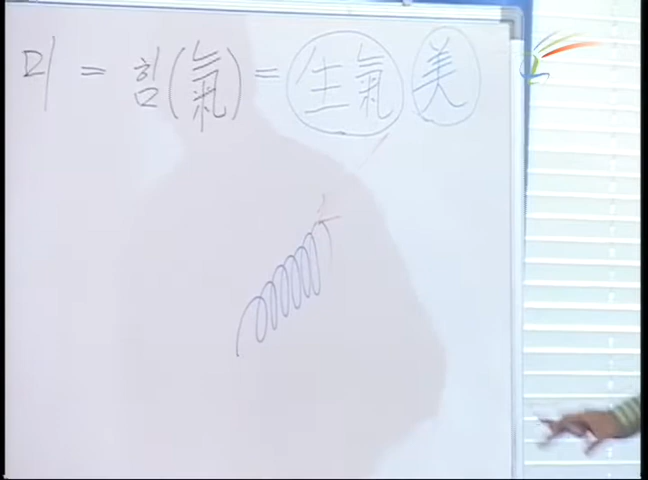 미 = 힘(氣) = 生氣 美